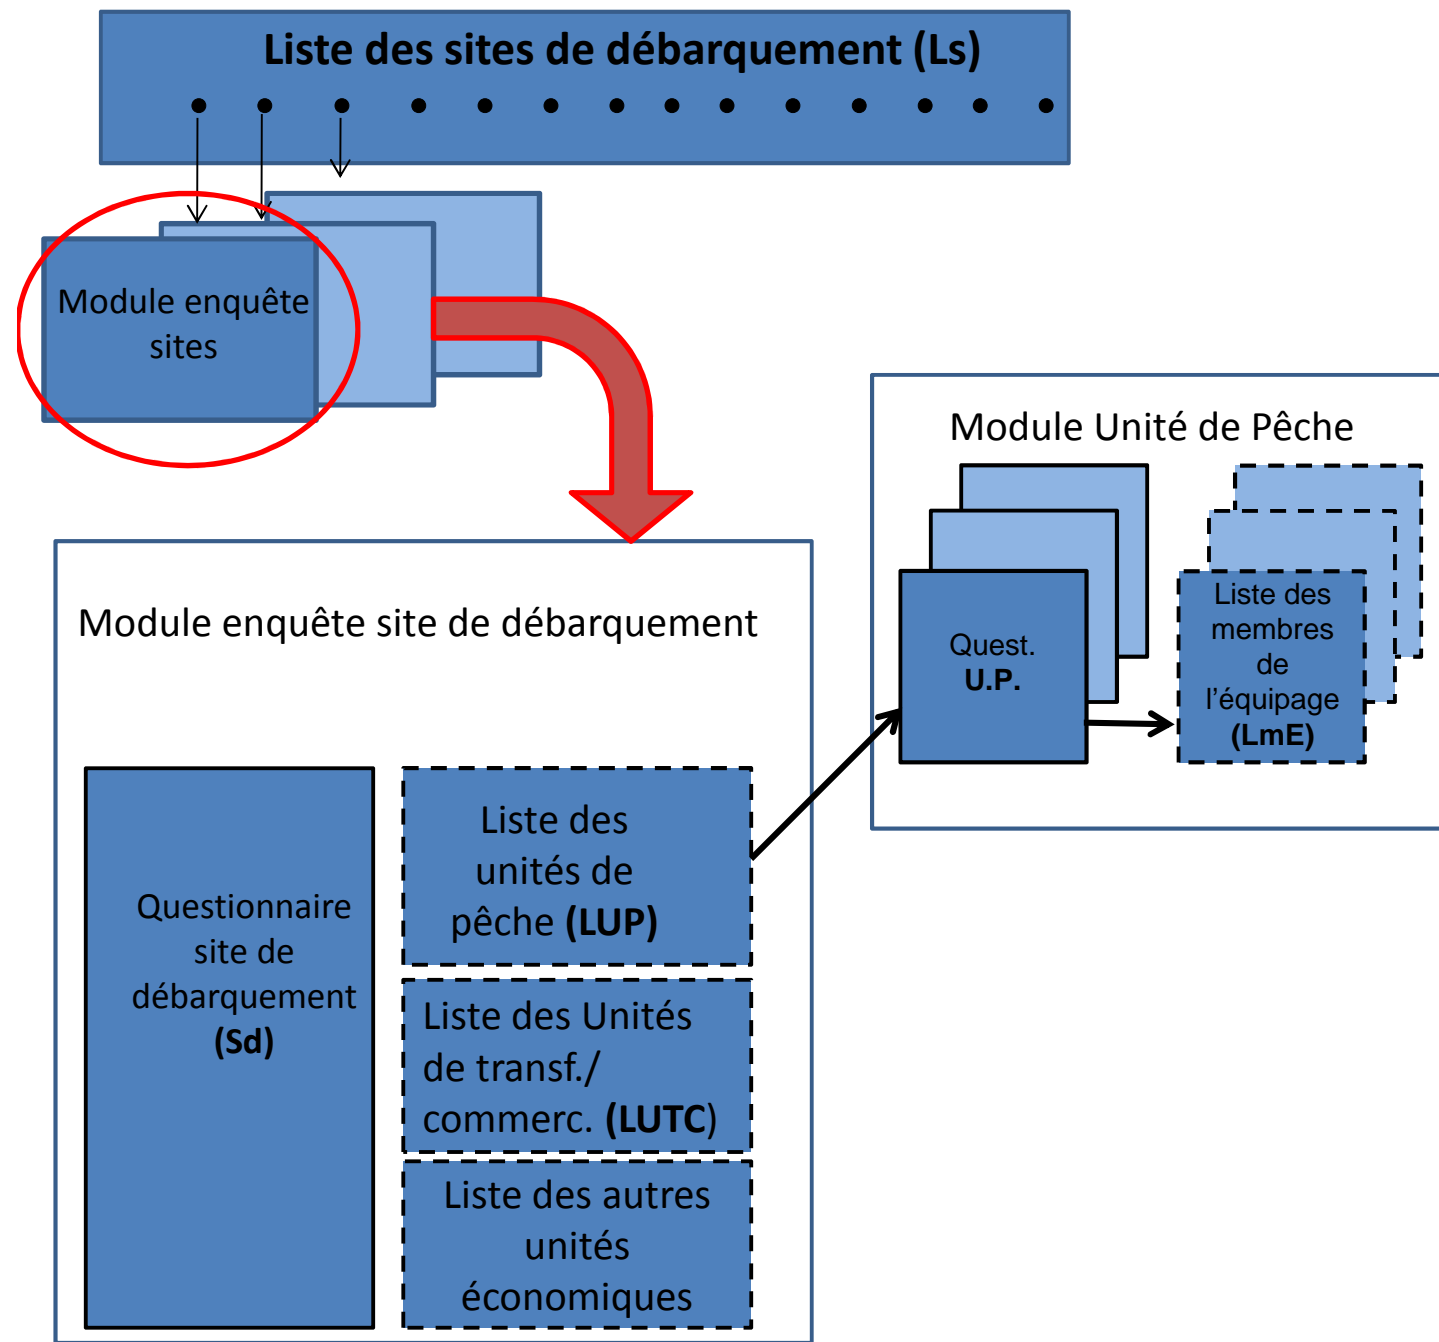 Liste des sites de débarquement (Ls)
Module enquête
sites
Module Unité de Pêche
Quest.
U.P.
Liste des
membres
de
l’équipage
(LmE)
Module enquête site de débarquement
Questionnaire
site de
débarquement
(Sd)
Liste des
unités de
pêche (LUP)
Liste des Unités
de transf./
commerc. (LUTC)
Liste des autres
unités
économiques